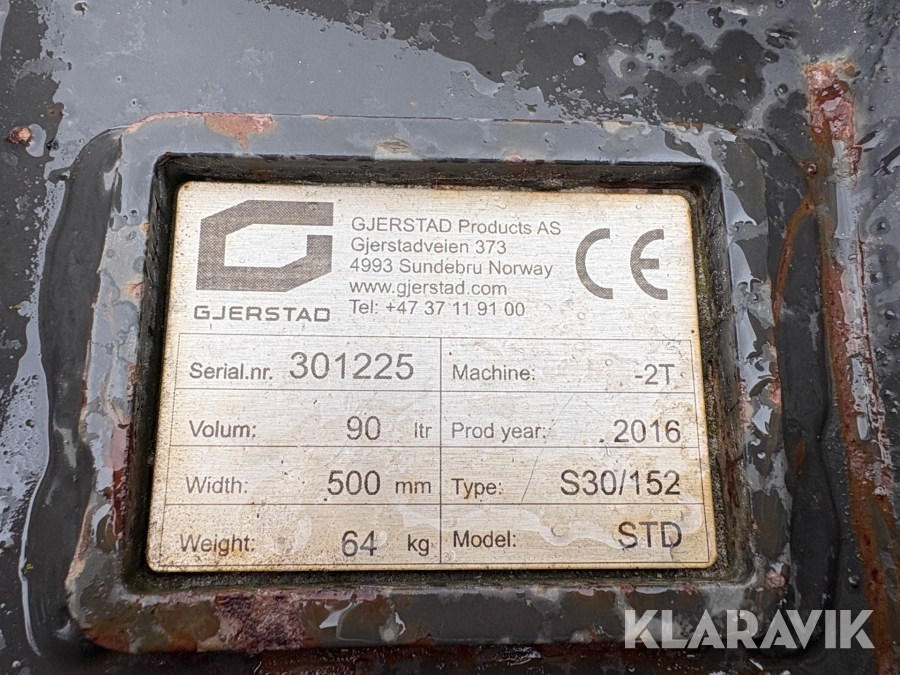 GJERSTAD
GJERSTAD Products AS
Gjerstadveien 373
4993 Sundebru Norway
www.gjerstad.com
Tel: +47 37 11 91 00
CE
Serial.nr. 301225 Machine: -2T
Volum: 90 ltr Prod year: 2016
Width: 500 mm Type: S30/152
Weight: 64 kg Model: STD
KLARAVIK